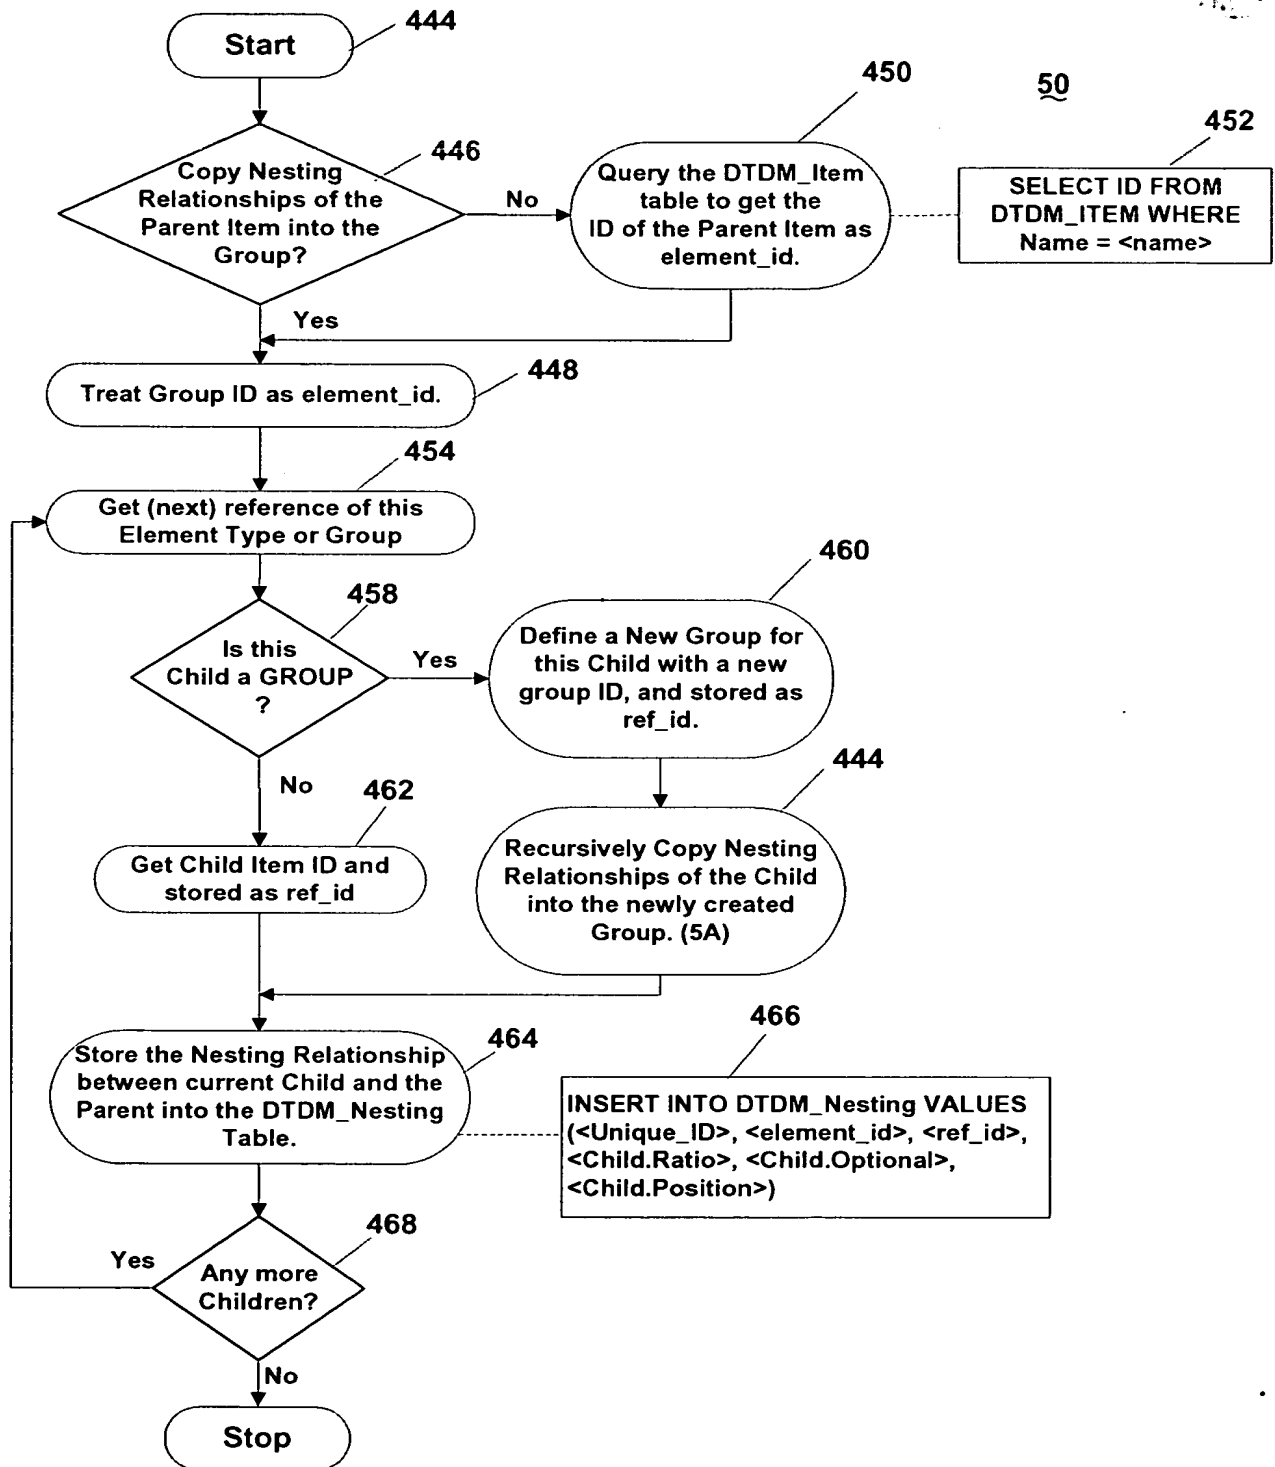 444
Start
450
50
452
446
Copy Nesting
Relationships of the
Parent Item into the
Group?
No
Query the DTDM_Item
table to get the
ID of the Parent Item as
element_id.
SELECT ID FROM
DTDM_ITEM WHERE
Name = <name>
Yes
448
Treat Group ID as element_id.
454
Get (next) reference of this
Element Type or Group
460
458
Is this
Child a GROUP
?
Yes
Define a New Group for
this Child with a new
group ID, and stored as
ref_id.
444
No
462
Get Child Item ID and
stored as ref_id
Recursively Copy Nesting
Relationships of the Child
into the newly created
Group. (5A)
466
464
Store the Nesting Relationship
between current Child and the
Parent into the DTDM_Nesting
Table.
INSERT INTO DTDM_Nesting VALUES
(<Unique_ID>, <element_id>, <ref_id>,
<Child.Ratio>, <Child.Optional>,
<Child.Position>)
468
Yes
Any more
Children?
No
Stop